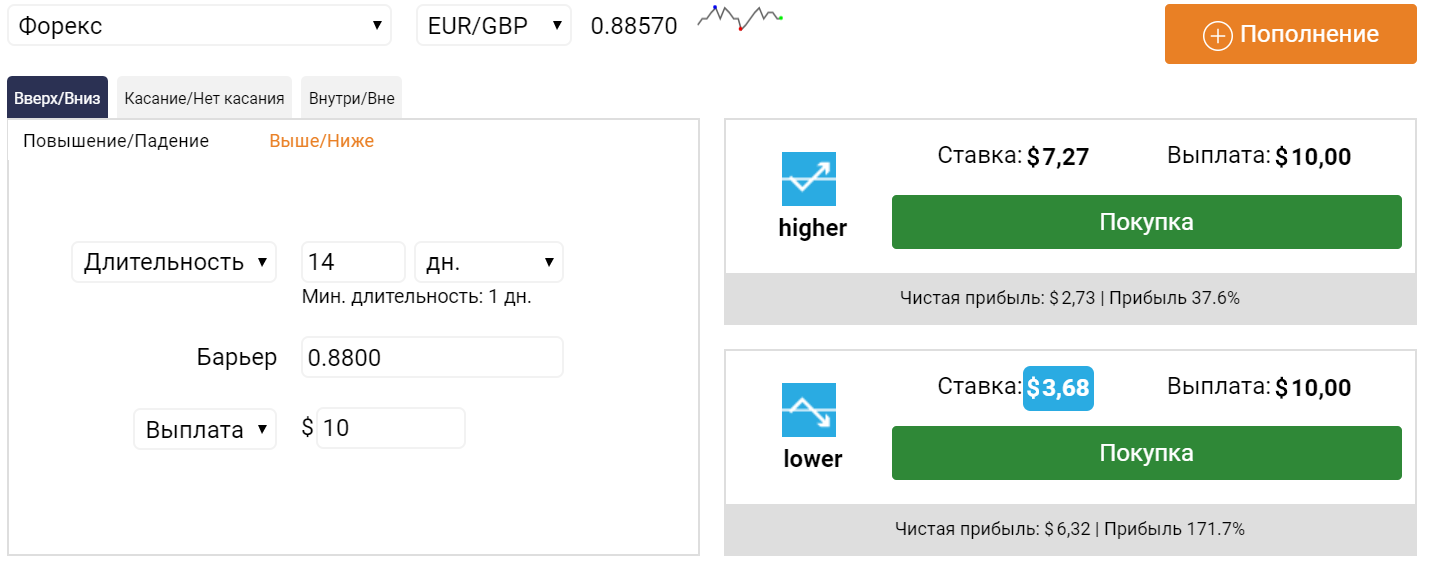 Форекс EUR/GBP 0.88570 Пополнение
Вверх/Вниз Касание/Нет касания Внутри/Вне
Повышение/Падение Выше/Ниже
Длительность 14 дн.
Мин. длительность: 1 дн.
Барьер 0.8800
Выплата $ 10
Ставка: $7,27 Выплата: $10,00
higher
Покупка
Чистая прибыль: $2,73 | Прибыль 37.6%
Ставка: $3,68 Выплата: $10,00
lower
Покупка
Чистая прибыль: $6,32 | Прибыль 171.7%